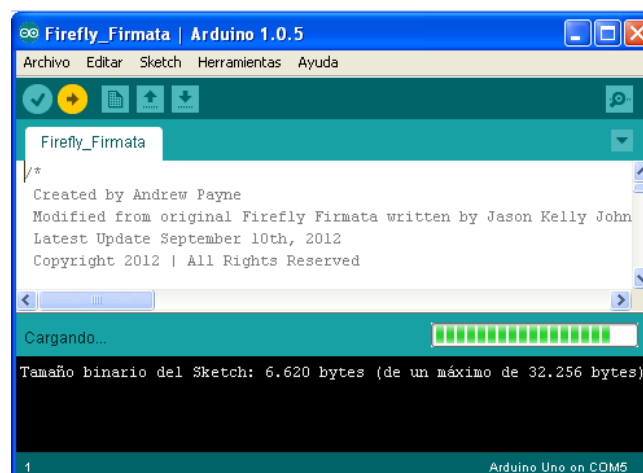 Firefly_Firmata | Arduino 1.0.5
Archivo Editar Sketch Herramientas Ayuda
Firefly_Firmata
/*
Created by Andrew Payne
Modified from original Firefly Firmata written by Jason Kelly John
Latest Update September 10th, 2012
Copyright 2012 | All Rights Reserved
Cargando...
Tamaño binario del Sketch: 6.620 bytes (de un máximo de 32.256 bytes)
1 Arduino Uno on COM5